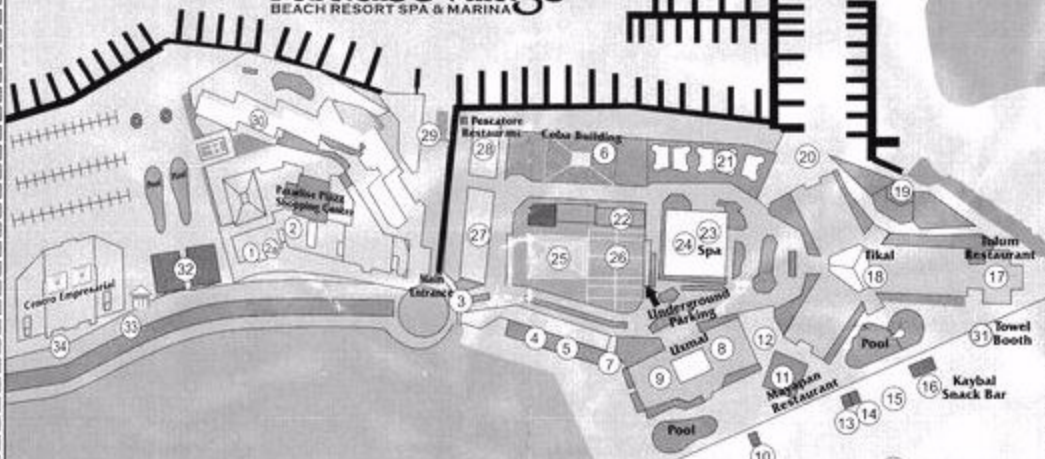 Village
BEACH RESORT SPA & MARINA
30
29
Il Pescatore
Restaurant
28
Coba Building
6
21
20
19
Pool
Pool
Paradise Plaza
Shopping Center
2
1
2a
27
22
23
24
Spa
25
26
Tikal
18
Tulum
Restaurant
17
32
Centro Empresarial
33
34
Main
Entrance
3
Underground
Parking
4
5
7
Uxmal
8
9
12
11
Mayapan
Restaurant
Pool
31
Towel
Booth
16
Kaybal
Snack Bar
15
14
13
Pool
10